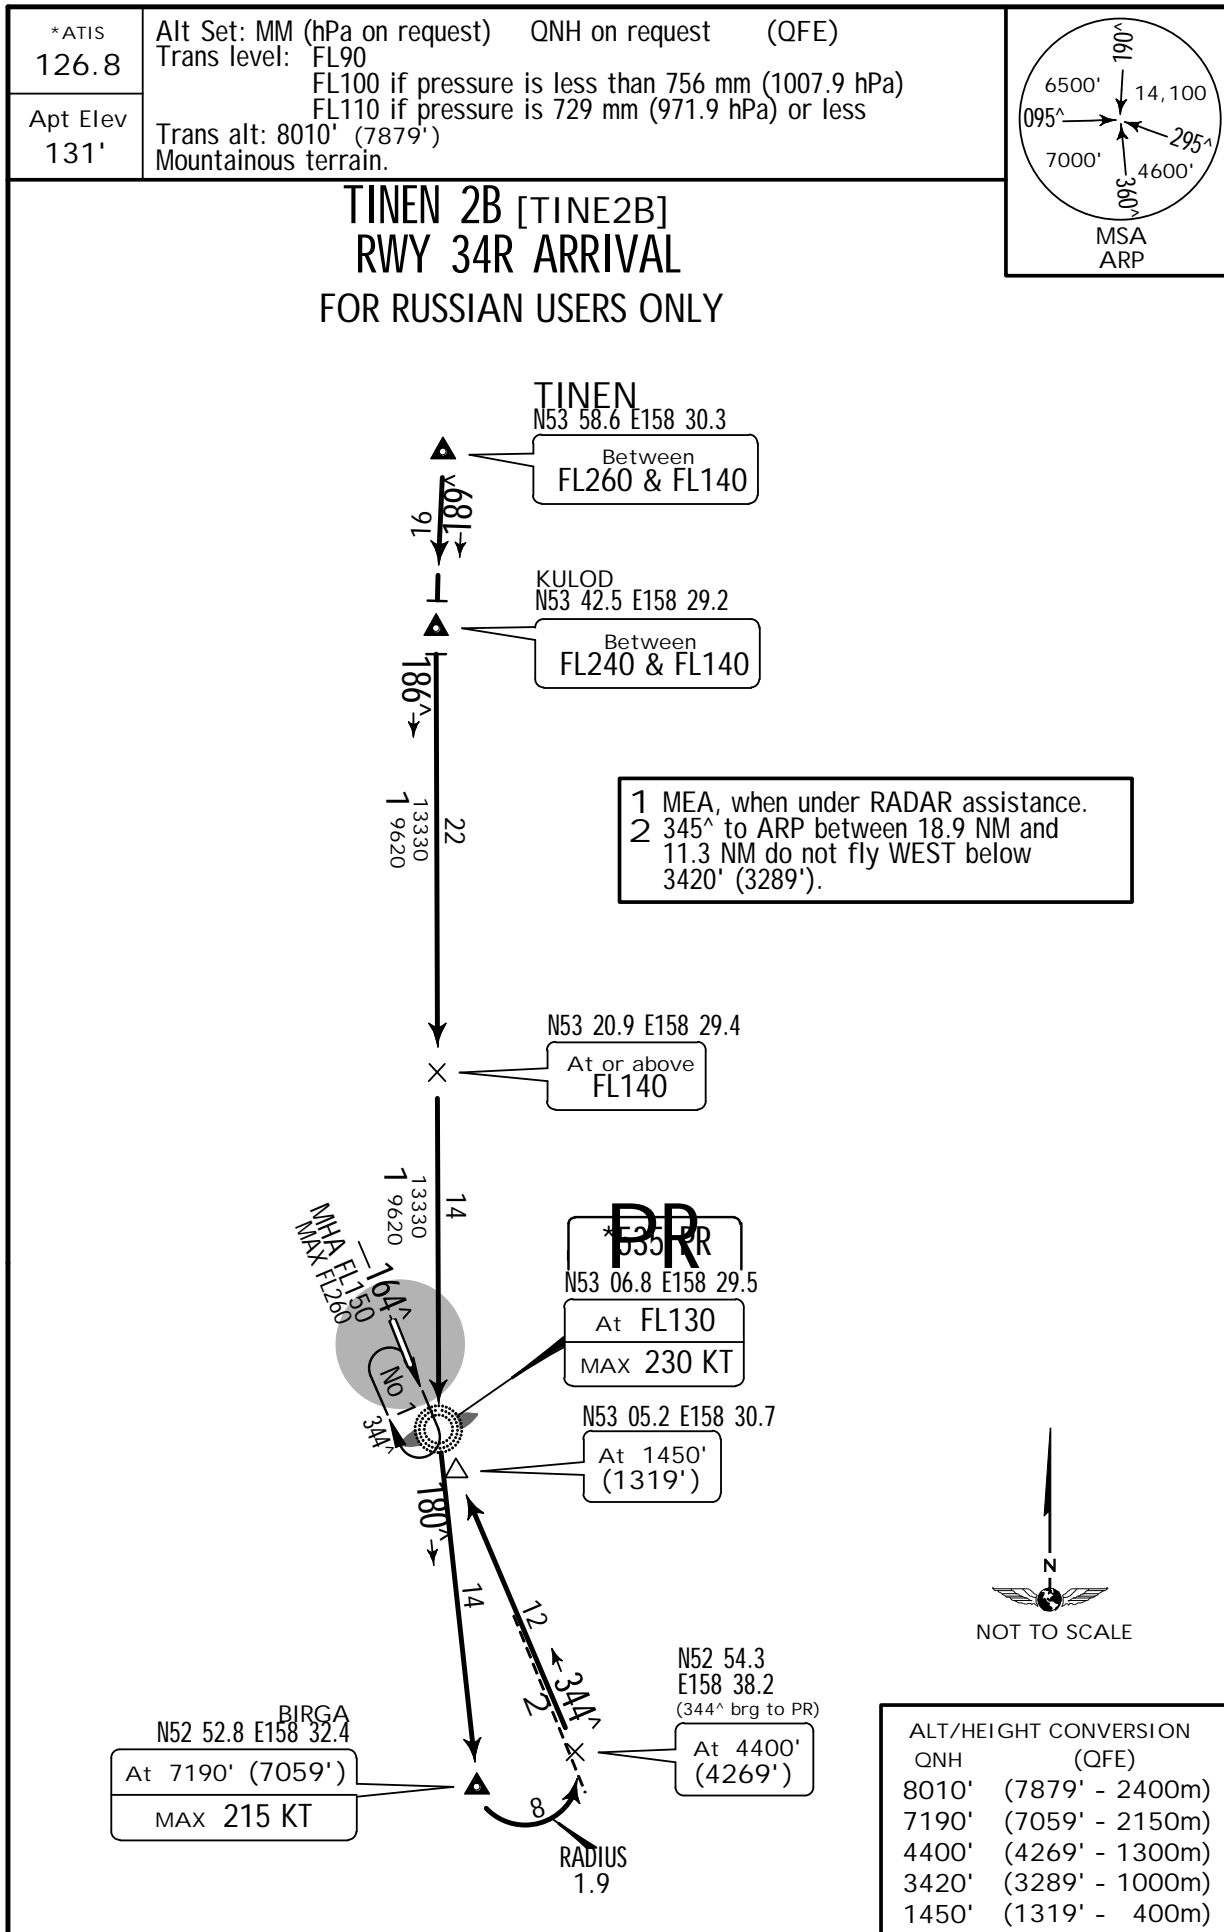 *ATIS
126.8
Apt Elev
131'
Alt Set: MM (hPa on request) QNH on request (QFE)
Trans level: FL90
FL100 if pressure is less than 756 mm (1007.9 hPa)
FL110 if pressure is 729 mm (971.9 hPa) or less
Trans alt: 8010' (7879')
Mountainous terrain.
190^
6500'
14,100
095^
295^
7000'
4600'
360^
MSA
ARP
TINEN 2B [TINE2B]
RWY 34R ARRIVAL
FOR RUSSIAN USERS ONLY
TINEN
N53 58.6 E158 30.3
Between
FL260 & FL140
189^
16
KULOD
N53 42.5 E158 29.2
Between
FL240 & FL140
186^
22
13330
1 9620
1 MEA, when under RADAR assistance.
2 345^ to ARP between 18.9 NM and
11.3 NM do not fly WEST below
3420' (3289').
N53 20.9 E158 29.4
At or above
FL140
14
13330
1 9620
PR
*535 PR
N53 06.8 E158 29.5
At FL130
MAX 230 KT
164^
MHA FL150
MAX FL260
No 1
344^
N53 05.2 E158 30.7
At 1450'
(1319')
180^
14
12
344^
2
N
NOT TO SCALE
N52 54.3
E158 38.2
(344^ brg to PR)
At 4400'
(4269')
BIRGA
N52 52.8 E158 32.4
At 7190' (7059')
MAX 215 KT
8
RADIUS
1.9
ALT/HEIGHT CONVERSION
QNH (QFE)
8010' (7879' - 2400m)
7190' (7059' - 2150m)
4400' (4269' - 1300m)
3420' (3289' - 1000m)
1450' (1319' - 400m)